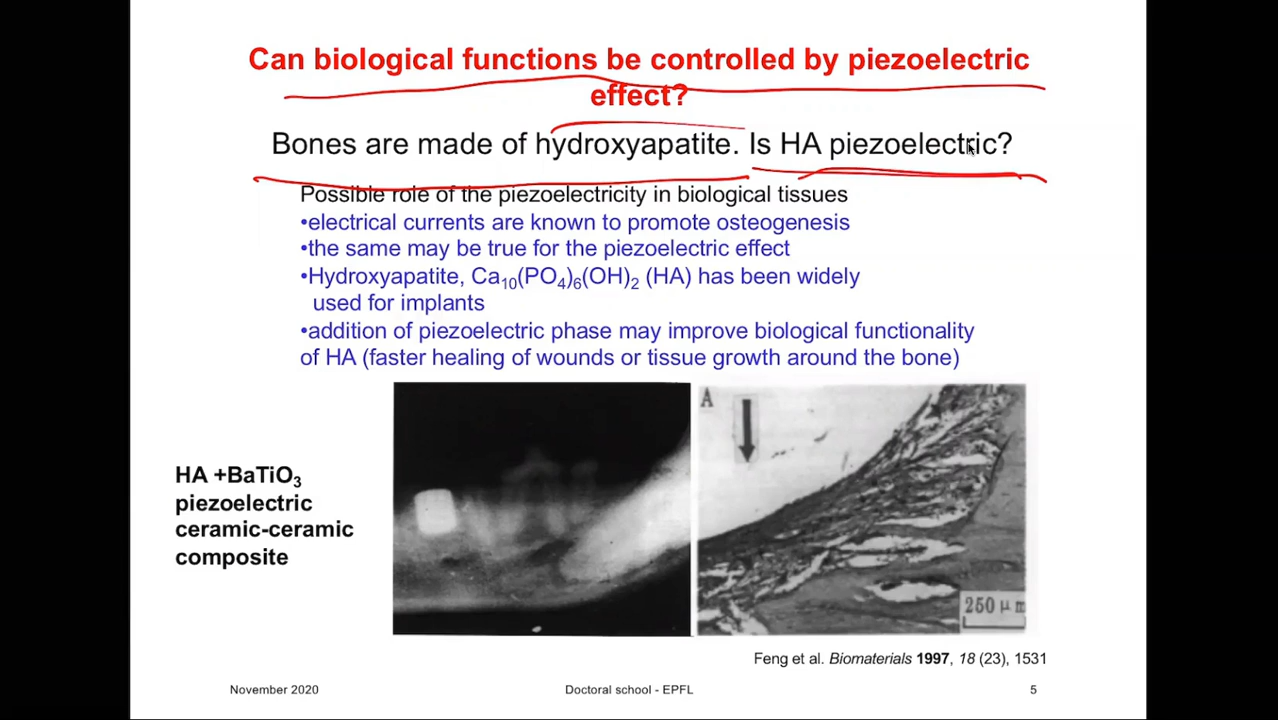 Can biological functions be controlled by piezoelectric
effect?
Bones are made of hydroxyapatite. Is HA piezoelectric?
Possible role of the piezoelectricity in biological tissues
•electrical currents are known to promote osteogenesis
•the same may be true for the piezoelectric effect
•Hydroxyapatite, Ca₁₀(PO₄)₆(OH)₂ (HA) has been widely
used for implants
•addition of piezoelectric phase may improve biological functionality
of HA (faster healing of wounds or tissue growth around the bone)
A
HA +BaTiO₃
piezoelectric
ceramic-ceramic
composite
250 μm
Feng et al. Biomaterials 1997, 18 (23), 1531
November 2020
Doctoral school - EPFL
5